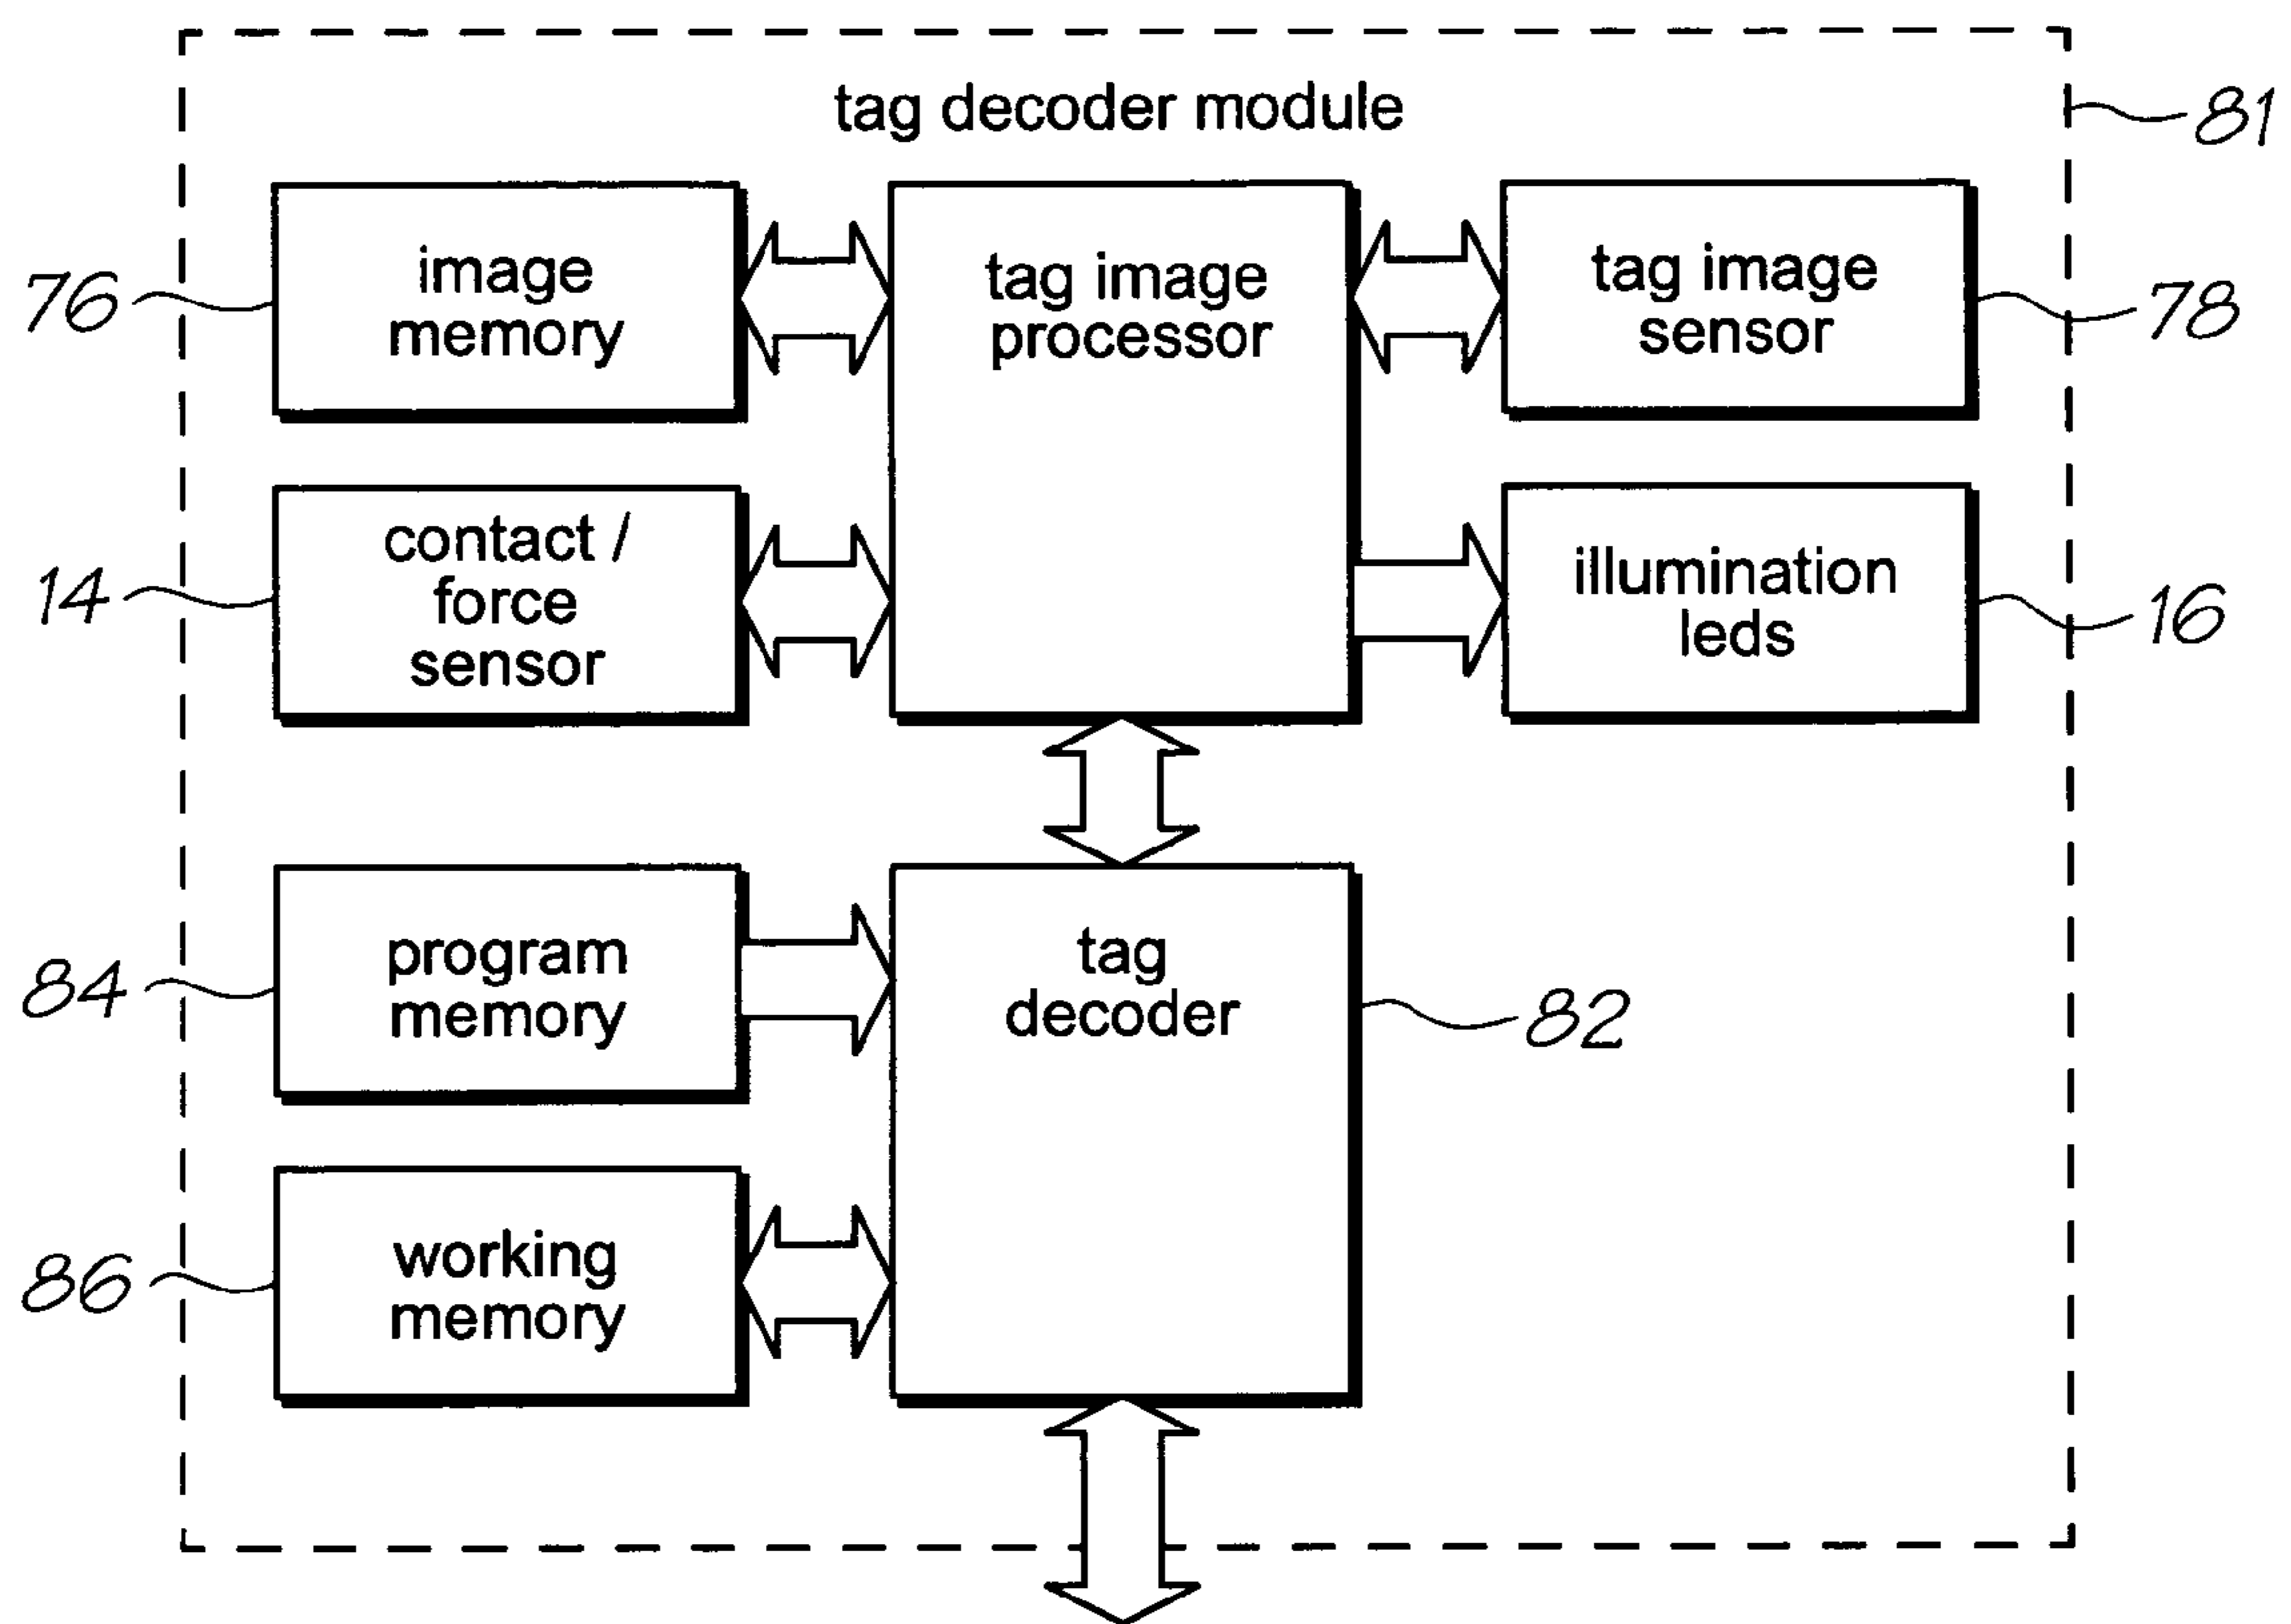 tag decoder module
81
image
memory
76
tag image
processor
tag image
sensor
78
contact /
force
sensor
14
illumination
leds
16
program
memory
84
tag
decoder
82
working
memory
86